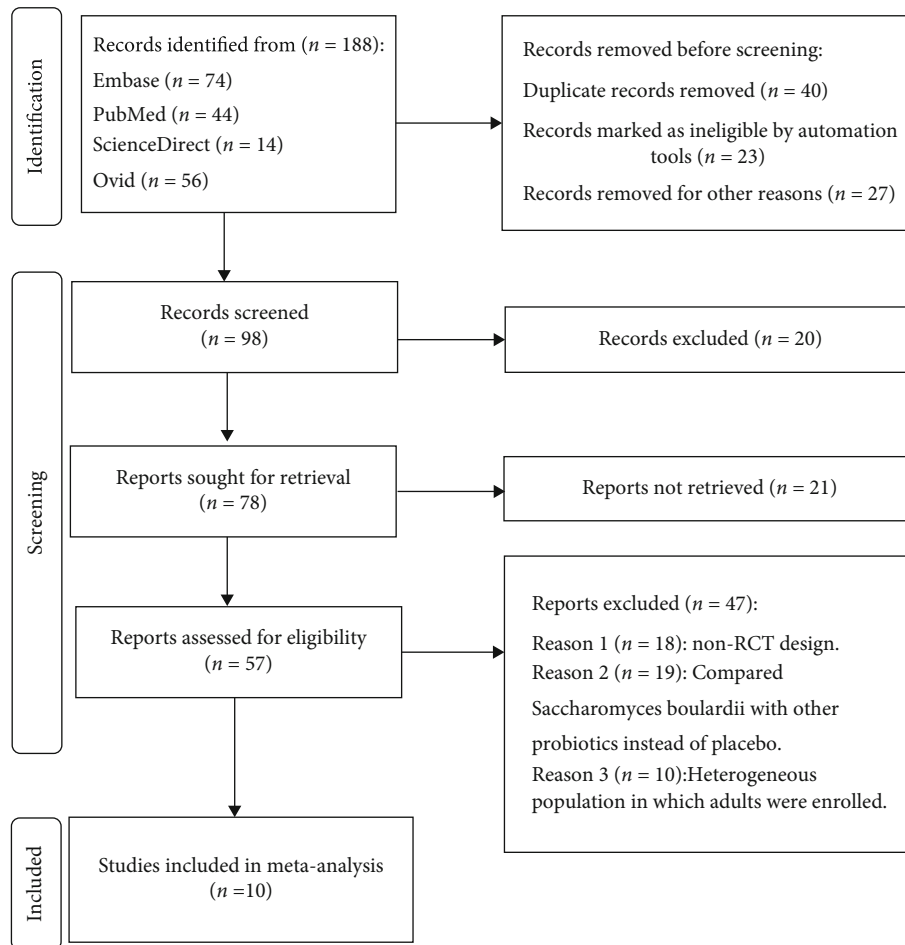 Identification
Records identified from (n = 188):
Embase (n = 74)
PubMed (n = 44)
ScienceDirect (n = 14)
Ovid (n = 56)
Records removed before screening:
Duplicate records removed (n = 40)
Records marked as ineligible by automation
tools (n = 23)
Records removed for other reasons (n = 27)
Screening
Records screened
(n = 98)
Records excluded (n = 20)
Reports sought for retrieval
(n = 78)
Reports not retrieved (n = 21)
Reports assessed for eligibility
(n = 57)
Reports excluded (n = 47):
Reason 1 (n = 18): non-RCT design.
Reason 2 (n = 19): Compared
Saccharomyces boulardii with other
probiotics instead of placebo.
Reason 3 (n = 10):Heterogeneous
population in which adults were enrolled.
Included
Studies included in meta-analysis
(n =10)